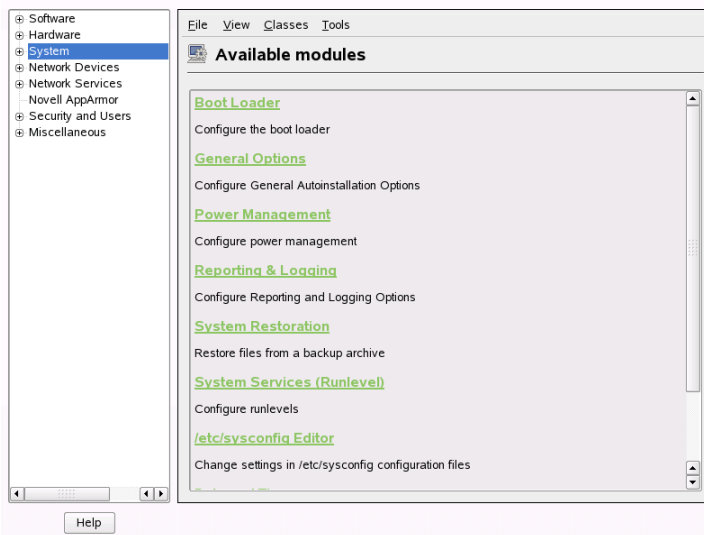 Software
Hardware
System
Network Devices
Network Services
Novell AppArmor
Security and Users
Miscellaneous
Help
File View Classes Tools
Available modules
Boot Loader
Configure the boot loader
General Options
Configure General Autoinstallation Options
Power Management
Configure power management
Reporting & Logging
Configure Reporting and Logging Options
System Restoration
Restore files from a backup archive
System Services (Runlevel)
Configure runlevels
/etc/sysconfig Editor
Change settings in /etc/sysconfig configuration files